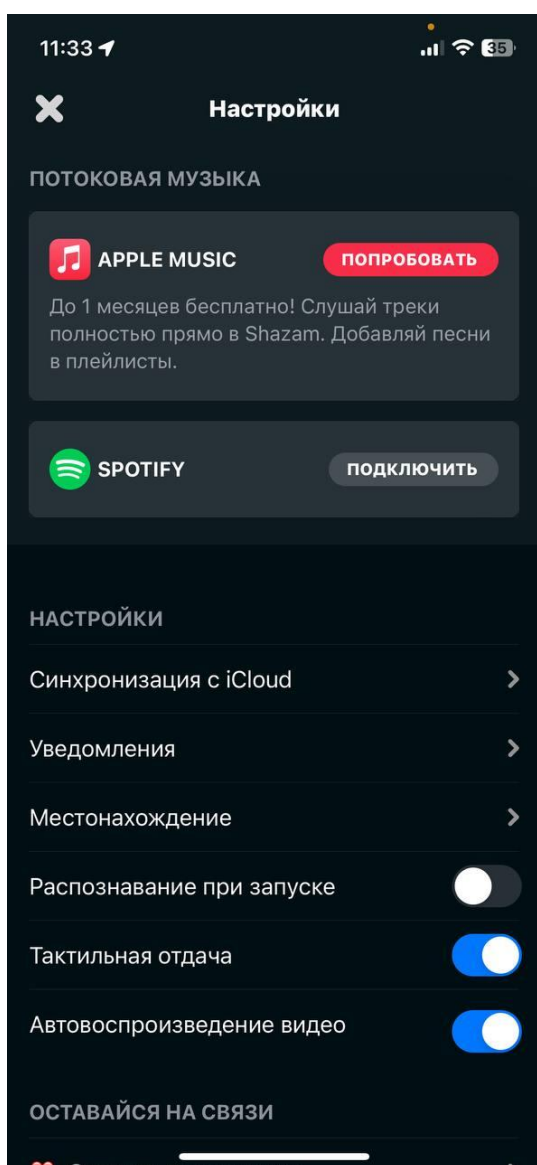 11:33
35
Настройки
ПОТОКОВАЯ МУЗЫКА
APPLE MUSIC
ПОПРОБОВАТЬ
До 1 месяцев бесплатно! Слушай треки
полностью прямо в Shazam. Добавляй песни
в плейлисты.
SPOTIFY
ПОДКЛЮЧИТЬ
НАСТРОЙКИ
Синхронизация с iCloud
Уведомления
Местонахождение
Распознавание при запуске
Тактильная отдача
Автовоспроизведение видео
ОСТАВАЙСЯ НА СВЯЗИ